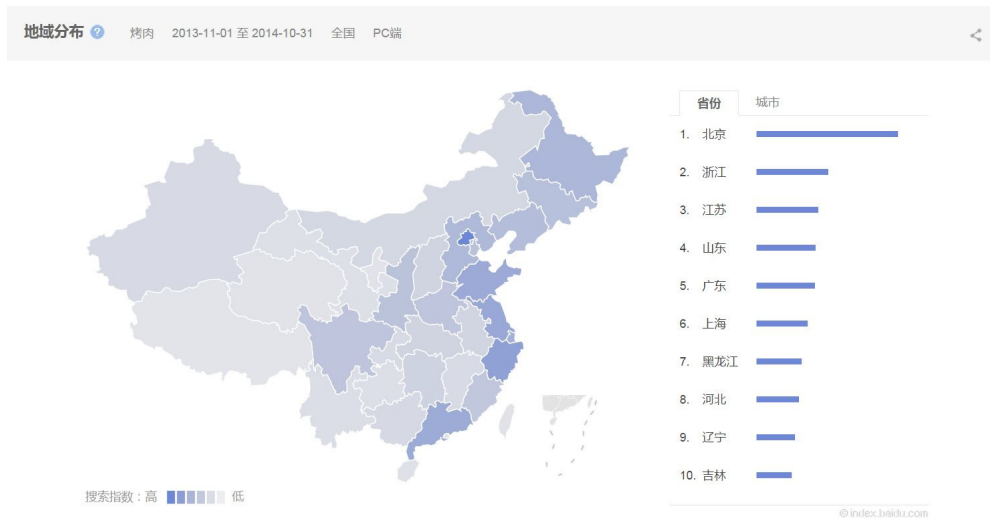 地域分布 ? 烤肉 2013-11-01 至 2014-10-31 全国 PC端
省份 城市
1. 北京
2. 浙江
3. 江苏
4. 山东
5. 广东
6. 上海
7. 黑龙江
8. 河北
9. 辽宁
10. 吉林
搜索指数：高 低
©index.baidu.com